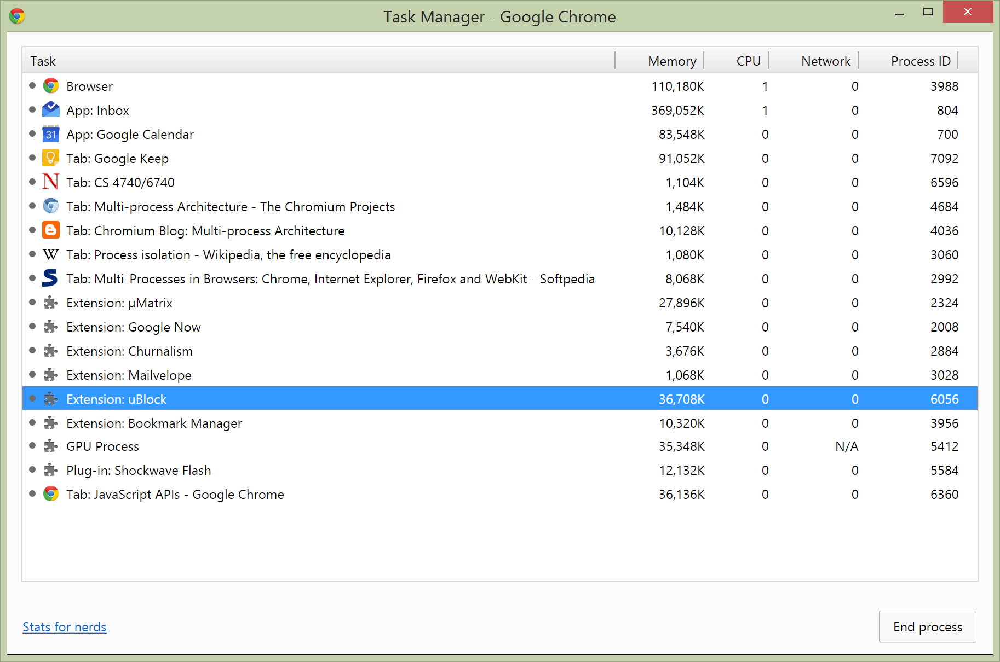 Task Manager - Google Chrome
Task Memory CPU Network Process ID
Browser 110,180K 1 0 3988
App: Inbox 369,052K 1 0 804
31 App: Google Calendar 83,548K 0 0 700
Tab: Google Keep 91,052K 0 0 7092
N Tab: CS 4740/6740 1,104K 0 0 6596
Tab: Multi-process Architecture - The Chromium Projects 1,484K 0 0 4684
Tab: Chromium Blog: Multi-process Architecture 10,128K 0 0 4036
W Tab: Process isolation - Wikipedia, the free encyclopedia 1,080K 0 0 3060
S Tab: Multi-Processes in Browsers: Chrome, Internet Explorer, Firefox and WebKit - Softpedia 8,068K 0 0 2992
Extension: µMatrix 27,896K 0 0 2324
Extension: Google Now 7,540K 0 0 2008
Extension: Churnalism 3,676K 0 0 2884
Extension: Mailvelope 1,068K 0 0 3028
Extension: uBlock 36,708K 0 0 6056
Extension: Bookmark Manager 10,320K 0 0 3956
GPU Process 35,348K 0 N/A 5412
Plug-in: Shockwave Flash 12,132K 0 0 5584
Tab: JavaScript APIs - Google Chrome 36,136K 0 0 6360
Stats for nerds End process